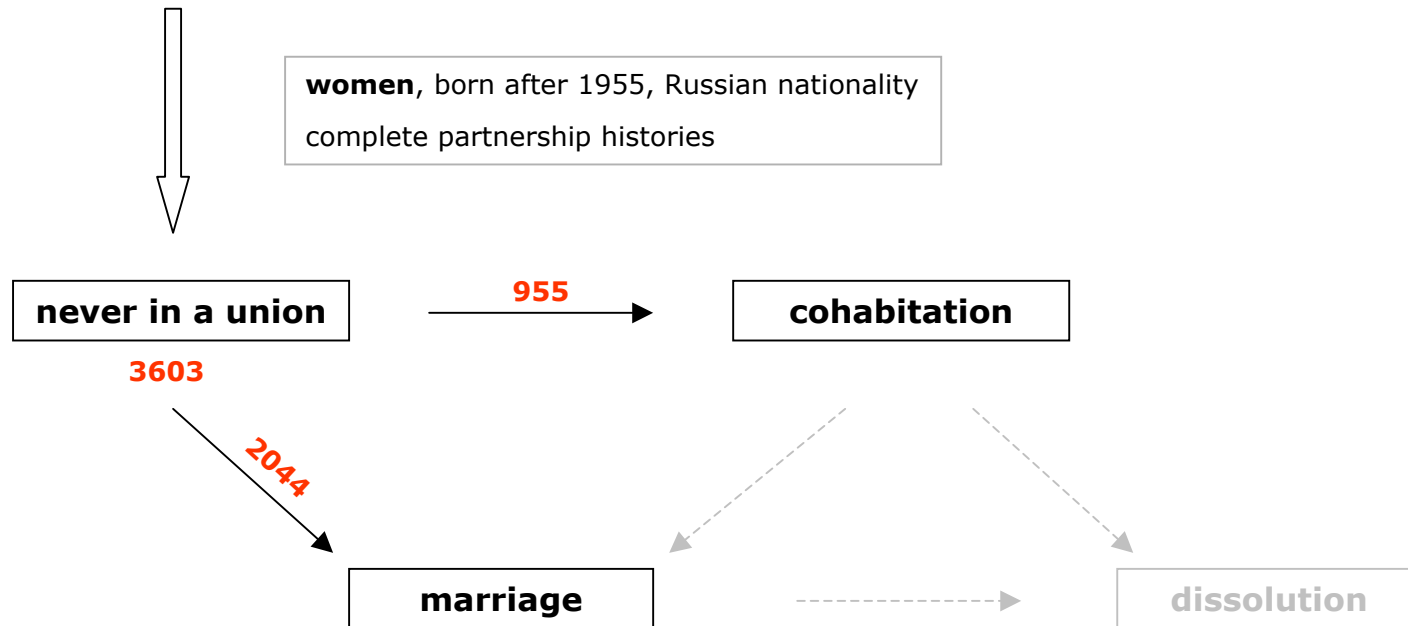 women, born after 1955, Russian nationality
complete partnership histories
955
never in a union
cohabitation
3603
2044
marriage
dissolution